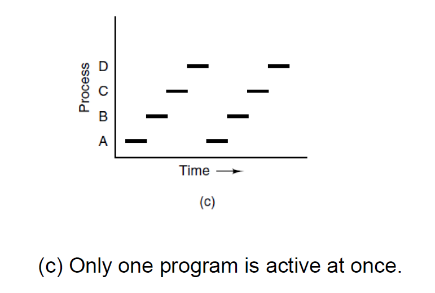 Process
D
C
B
A
Time
(c)
(c) Only one program is active at once.